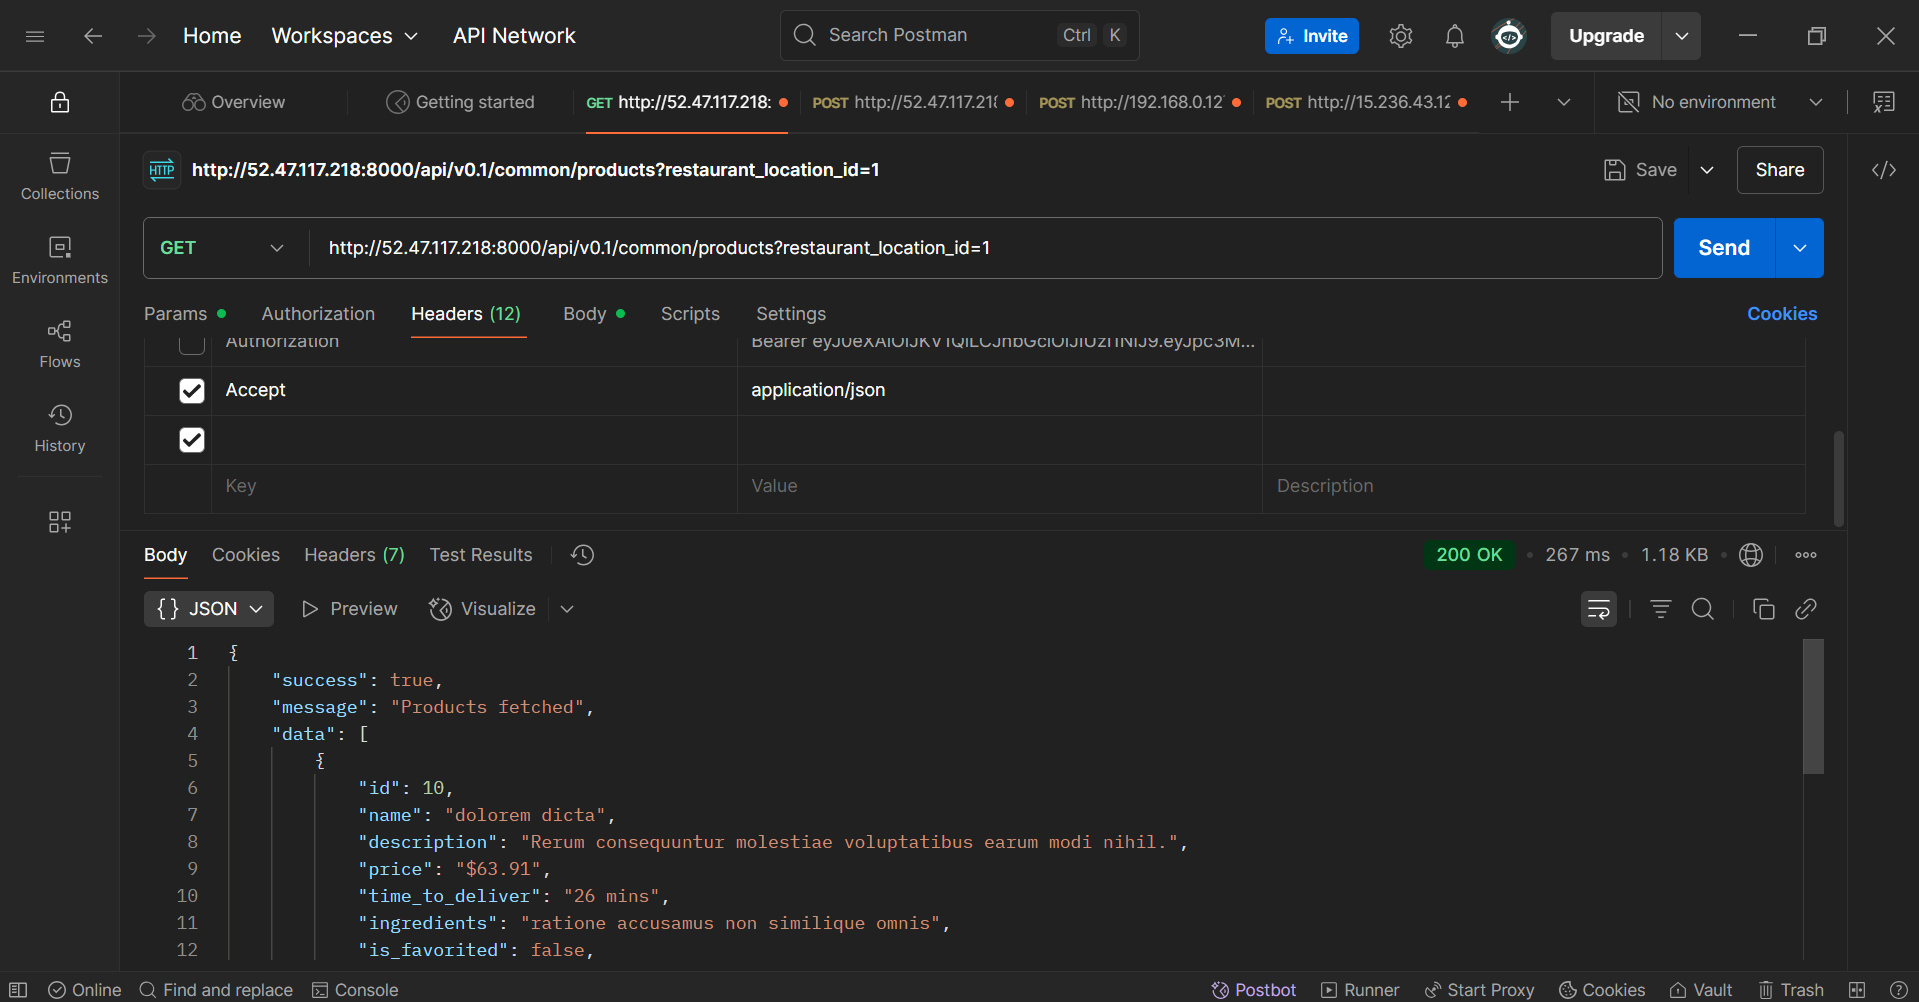 Home Workspaces API Network Search Postman Ctrl K Invite Upgrade
Overview Getting started GET http://52.47.117.218: POST http://52.47.117.21 POST http://192.168.0.12 POST http://15.236.43.12 No environment
HTTP http://52.47.117.218:8000/api/v0.1/common/products?restaurant_location_id=1 Save Share
Collections
GET http://52.47.117.218:8000/api/v0.1/common/products?restaurant_location_id=1 Send
Environments
Params Authorization Headers (12) Body Scripts Settings Cookies
Authorization Bearer
Flows
Accept application/json
History
Key Value Description
Body Cookies Headers (7) Test Results 200 OK 267 ms 1.18 KB
{} JSON Preview Visualize
1 {
2 "success": true,
3 "message": "Products fetched",
4 "data": [
5 {
6 "id": 10,
7 "name": "dolorem dicta",
8 "description": "Rerum consequuntur molestiae voluptatibus earum modi nihil.",
9 "price": "$63.91",
10 "time_to_deliver": "26 mins",
11 "ingredients": "ratione accusamus non similique omnis",
12 "is_favorited": false,
Online Find and replace Console Postbot Runner Start Proxy Cookies Vault Trash